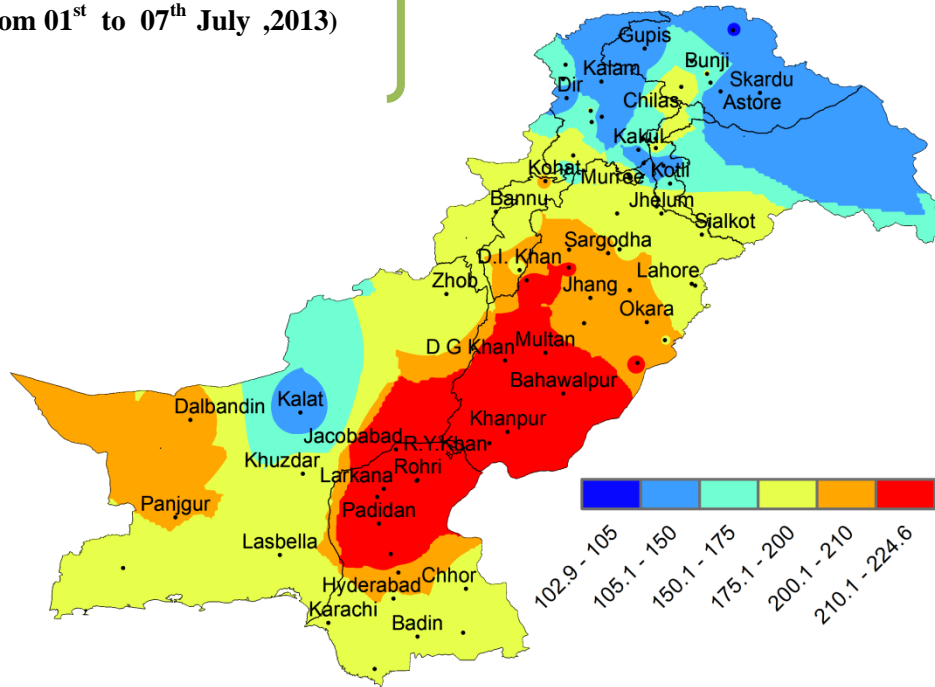 om 01st to 07th July ,2013)
Gupis
Bunji
Kalam
Skardu
Dir
Astore
Chilas
Kakul
Kohat
Murree
Kotli
Bannu
Jhelum
Sialkot
Sargodha
D.I. Khan
Lahore
Zhob
Jhang
Okara
D G Khan
Multan
Bahawalpur
Dalbandin
Kalat
Khanpur
Jacobabad
R.Y.Khan
Khuzdar
Rohri
Larkana
Panjgur
Padidan
Lasbella
Hyderabad
Chhor
Karachi
Badin
102.9 - 105
105.1 - 150
150.1 - 175
175.1 - 200
200.1 - 210
210.1 - 224.6